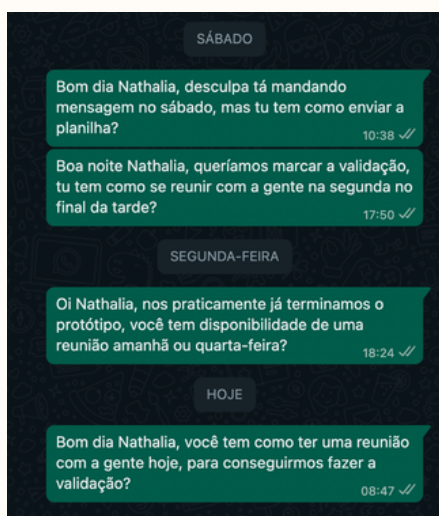 SÁBADO
Bom dia Nathalia, desculpa tá mandando
mensagem no sábado, mas tu tem como enviar a
planilha?
10:38
Boa noite Nathalia, queríamos marcar a validação,
tu tem como se reunir com a gente na segunda no
final da tarde?
17:50
SEGUNDA-FEIRA
Oi Nathalia, nos praticamente já terminamos o
protótipo, você tem disponibilidade de uma
reunião amanhã ou quarta-feira?
18:24
HOJE
Bom dia Nathalia, você tem como ter uma reunião
com a gente hoje, para conseguirmos fazer a
validação?
08:47